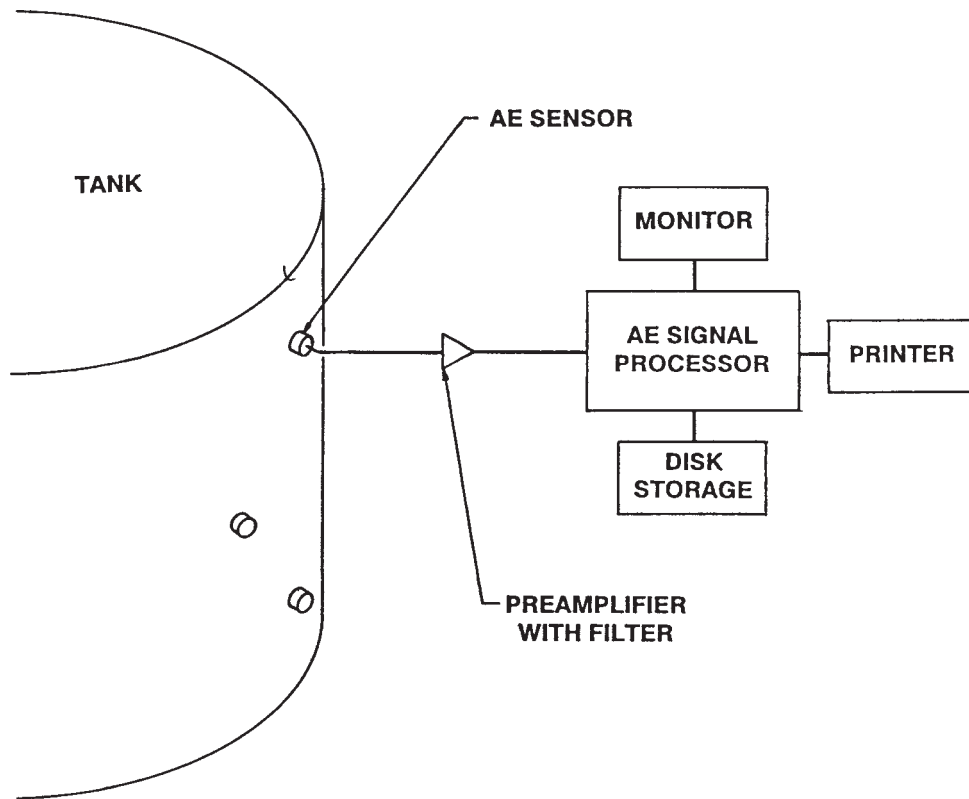 AE SENSOR
TANK
MONITOR
AE SIGNAL
PROCESSOR
PRINTER
DISK
STORAGE
PREAMPLIFIER
WITH FILTER